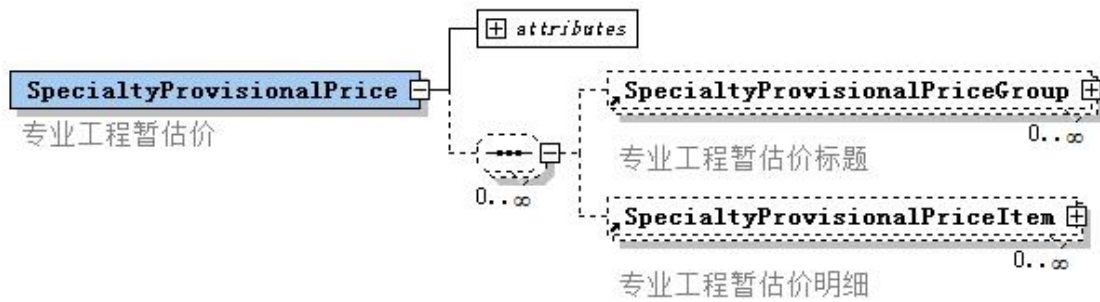 attributes
SpecialtyProvisionalPrice
专业工程暂估价
SpecialtyProvisionalPriceGroup
0..∞
专业工程暂估价标题
0..∞
SpecialtyProvisionalPriceItem
0..∞
专业工程暂估价明细